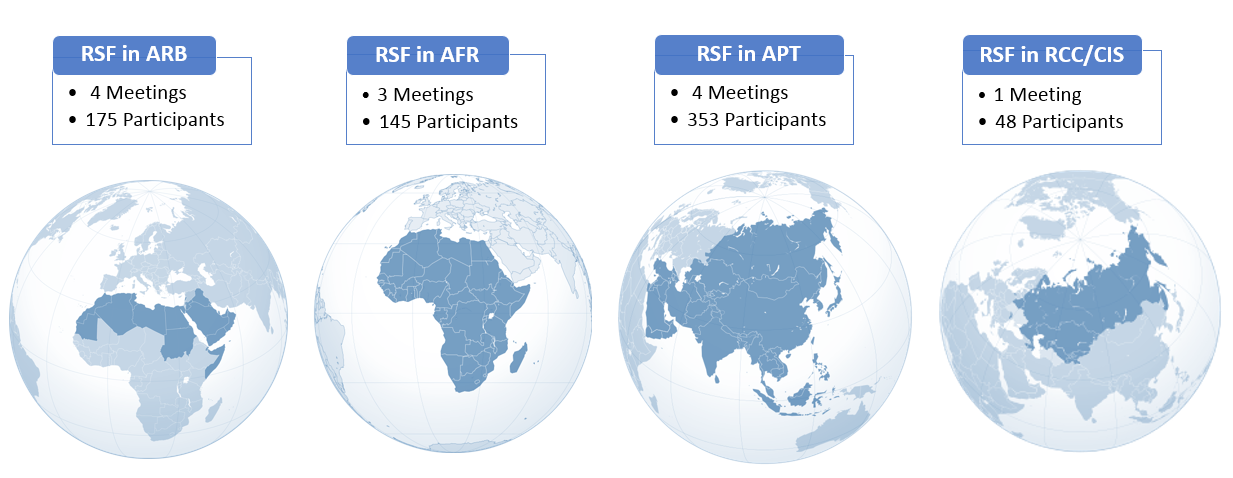 RSF in ARB
• 4 Meetings
• 175 Participants
RSF in AFR
• 3 Meetings
• 145 Participants
RSF in APT
• 4 Meetings
• 353 Participants
RSF in RCC/CIS
• 1 Meeting
• 48 Participants